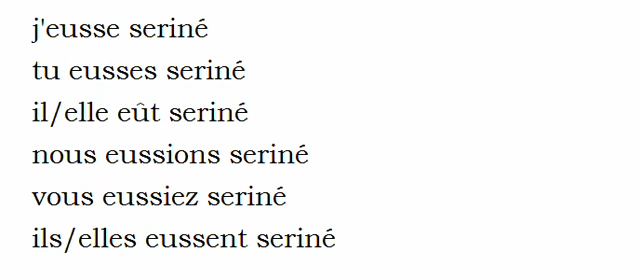 j'eusse seriné
tu eusses seriné
il/elle eût seriné
nous eussions seriné
vous eussiez seriné
ils/elles eussent seriné